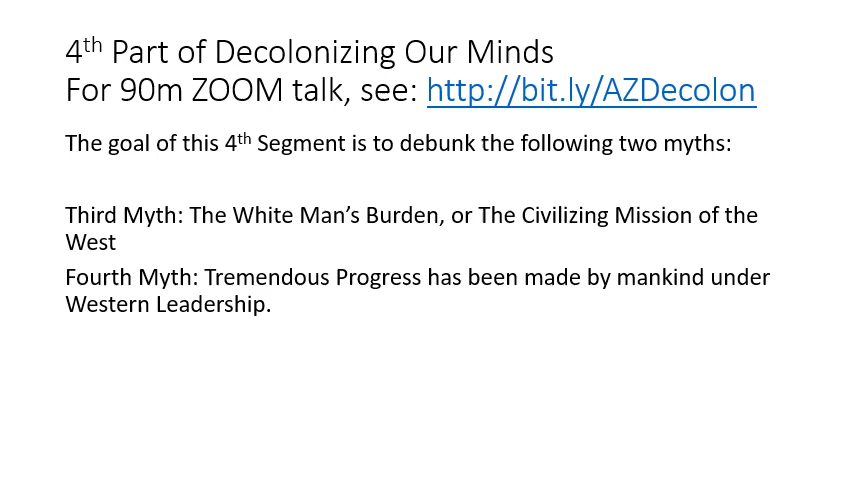 4th Part of Decolonizing Our Minds
For 90m ZOOM talk, see: http://bit.ly/AZDecolon
The goal of this 4th Segment is to debunk the following two myths:
Third Myth: The White Man’s Burden, or The Civilizing Mission of the
West
Fourth Myth: Tremendous Progress has been made by mankind under
Western Leadership.